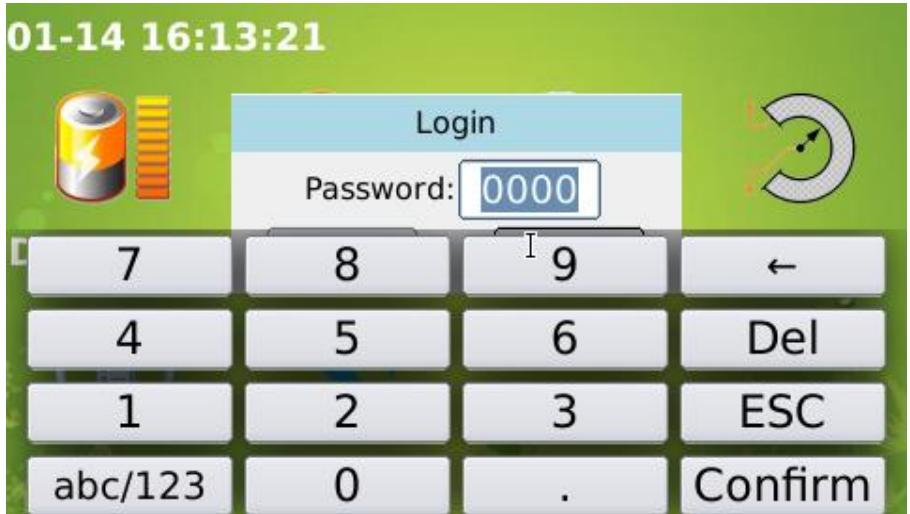 01-14 16:13:21
Login
Password: 0000
7 8 9 ←
4 5 6 Del
1 2 3 ESC
abc/123 0 . Confirm